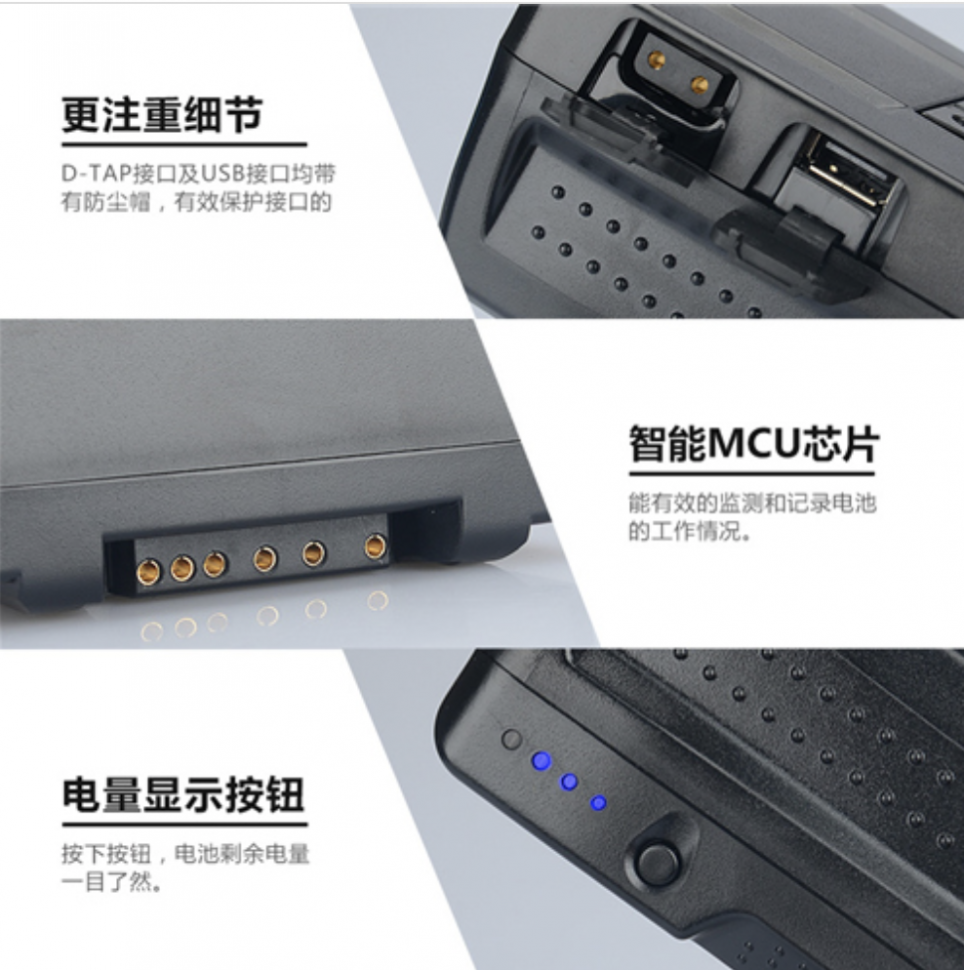 更注重细节
D-TAP接口及USB接口均带
有防尘帽，有效保护接口的
智能MCU芯片
能有效的监测和记录电池
的工作情况。
电量显示按钮
按下按钮，电池剩余电量
一目了然。